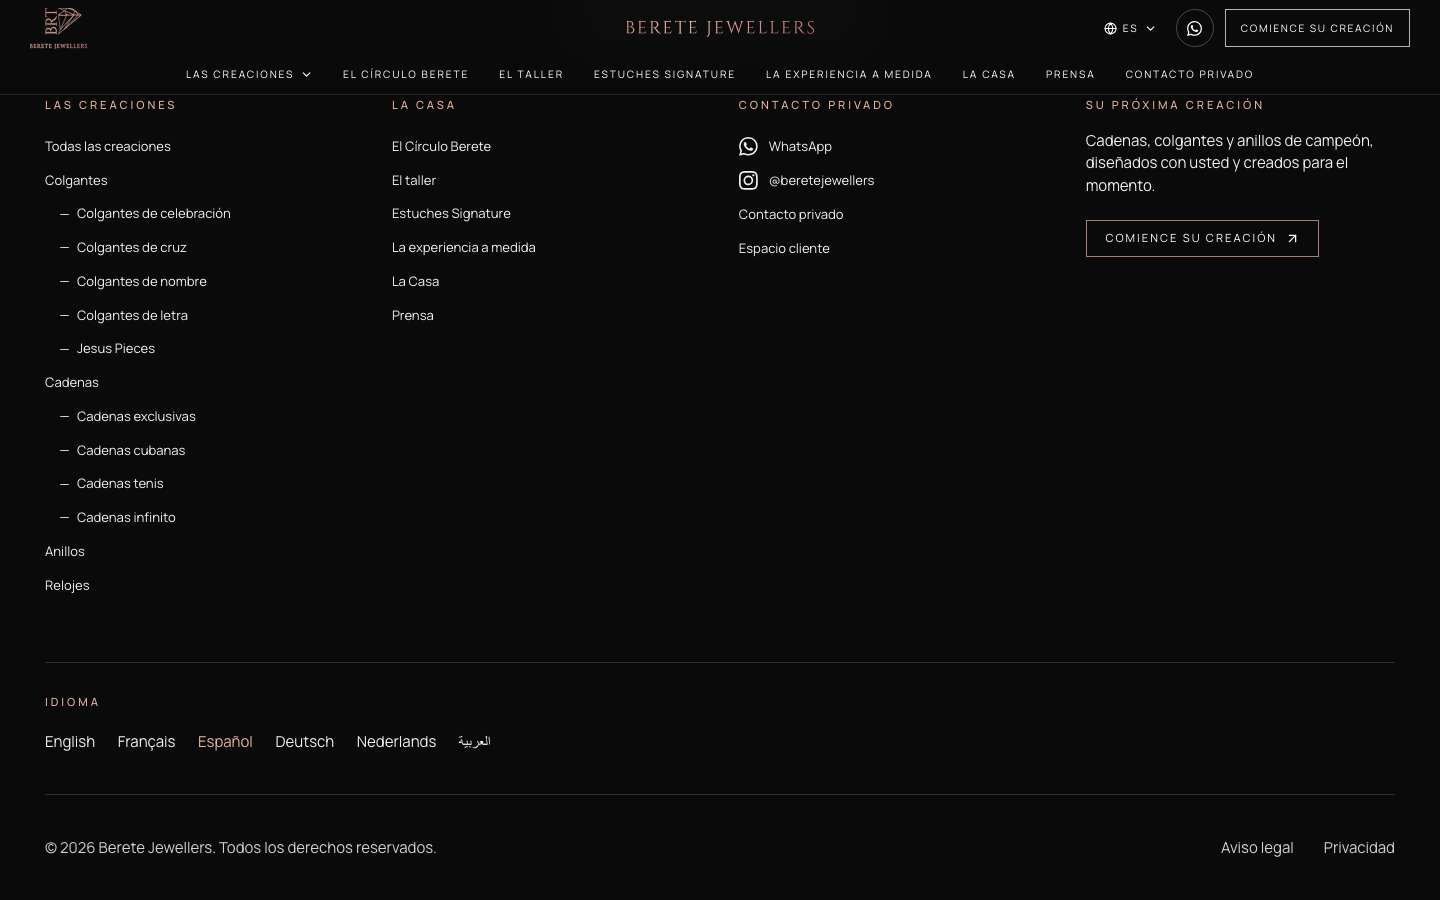 BRT
BERETE JEWELLERS
BERETE JEWELLERS
ES
COMIENCE SU CREACIÓN
LAS CREACIONES
EL CÍRCULO BERETE
EL TALLER
ESTUCHES SIGNATURE
LA EXPERIENCIA A MEDIDA
LA CASA
PRENSA
CONTACTO PRIVADO
LAS CREACIONES
Todas las creaciones
Colgantes
— Colgantes de celebración
— Colgantes de cruz
— Colgantes de nombre
— Colgantes de letra
— Jesus Pieces
Cadenas
— Cadenas exclusivas
— Cadenas cubanas
— Cadenas tenis
— Cadenas infinito
Anillos
Relojes
LA CASA
El Círculo Berete
El taller
Estuches Signature
La experiencia a medida
La Casa
Prensa
CONTACTO PRIVADO
WhatsApp
@beretejewellers
Contacto privado
Espacio cliente
SU PRÓXIMA CREACIÓN
Cadenas, colgantes y anillos de campeón,
diseñados con usted y creados para el
momento.
COMIENCE SU CREACIÓN
IDIOMA
English
Français
Español
Deutsch
Nederlands
العربية
© 2026 Berete Jewellers. Todos los derechos reservados.
Aviso legal
Privacidad